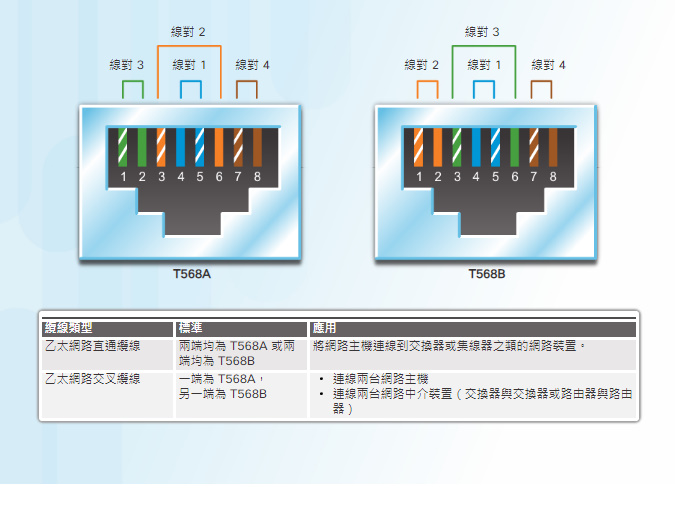 線對 2
線對 3 線對 1 線對 4
1 2 3 4 5 6 7 8
T568A
線對 3
線對 2 線對 1 線對 4
1 2 3 4 5 6 7 8
T568B
纜線類型 標準 應用
乙太網路直通纜線 兩端均為 T568A 或兩 將網路主機連線到交換器或集線器之類的網路裝置。
端均為 T568B
乙太網路交叉纜線 一端為 T568A， • 連線兩台網路主機
另一端為 T568B • 連線兩台網路中介裝置（交換器與交換器或路由器與路由
器）